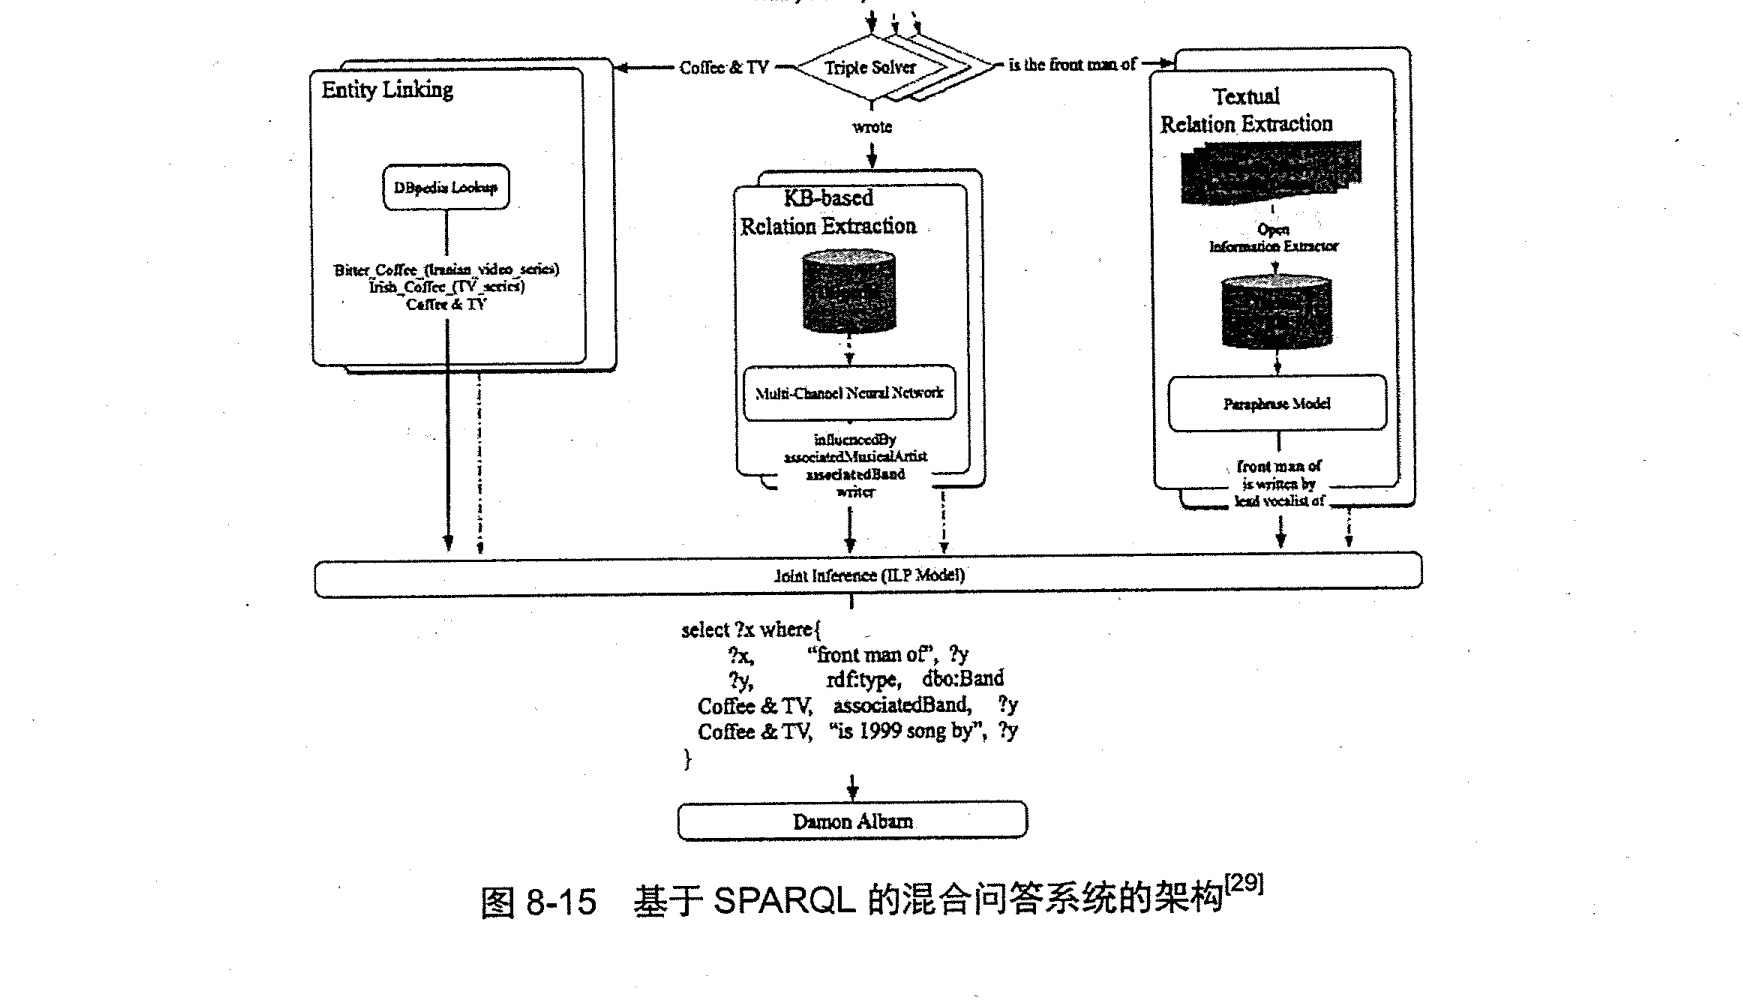 Coffee & TV
Triple Solver
is the front man of
wrote
Entity Linking
DBpedia Lookup
Bitter_Coffee_(Iranian_video_series)
Irish_Coffee_(TV_series)
Coffee & TV
KB-based
Relation Extraction
Multi-Channel Neural Network
influencedBy
associatedMusicalArtist
associatedBand
writer
Textual
Relation Extraction
Open
Information Extractor
Paraphrase Model
front man of
is written by
lead vocalist of
Joint Inference (ILP Model)
select ?x where{
?x, “front man of”, ?y
?y, rdf:type, dbo:Band
Coffee & TV, associatedBand, ?y
Coffee & TV, “is 1999 song by”, ?y
}
Damon Albarn
图 8-15 基于 SPARQL 的混合问答系统的架构[29]